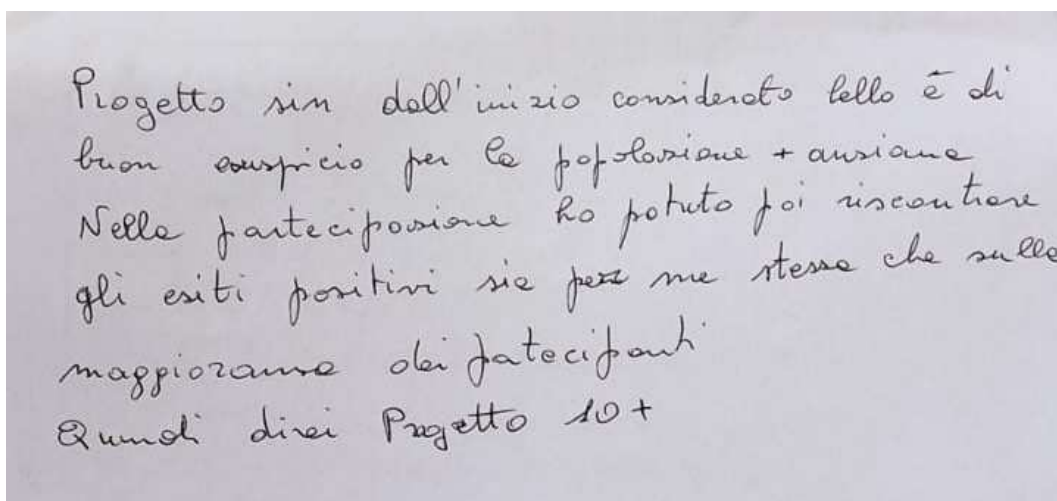 Progetto sin dall'inizio considerato bello è di
buon auspicio per la popolazione + anziana
Nella partecipazione ho potuto poi riscontrare
gli esiti positivi sia per me stessa che sulla
maggioranza dei patecipanti
Quindi direi Progetto 10+